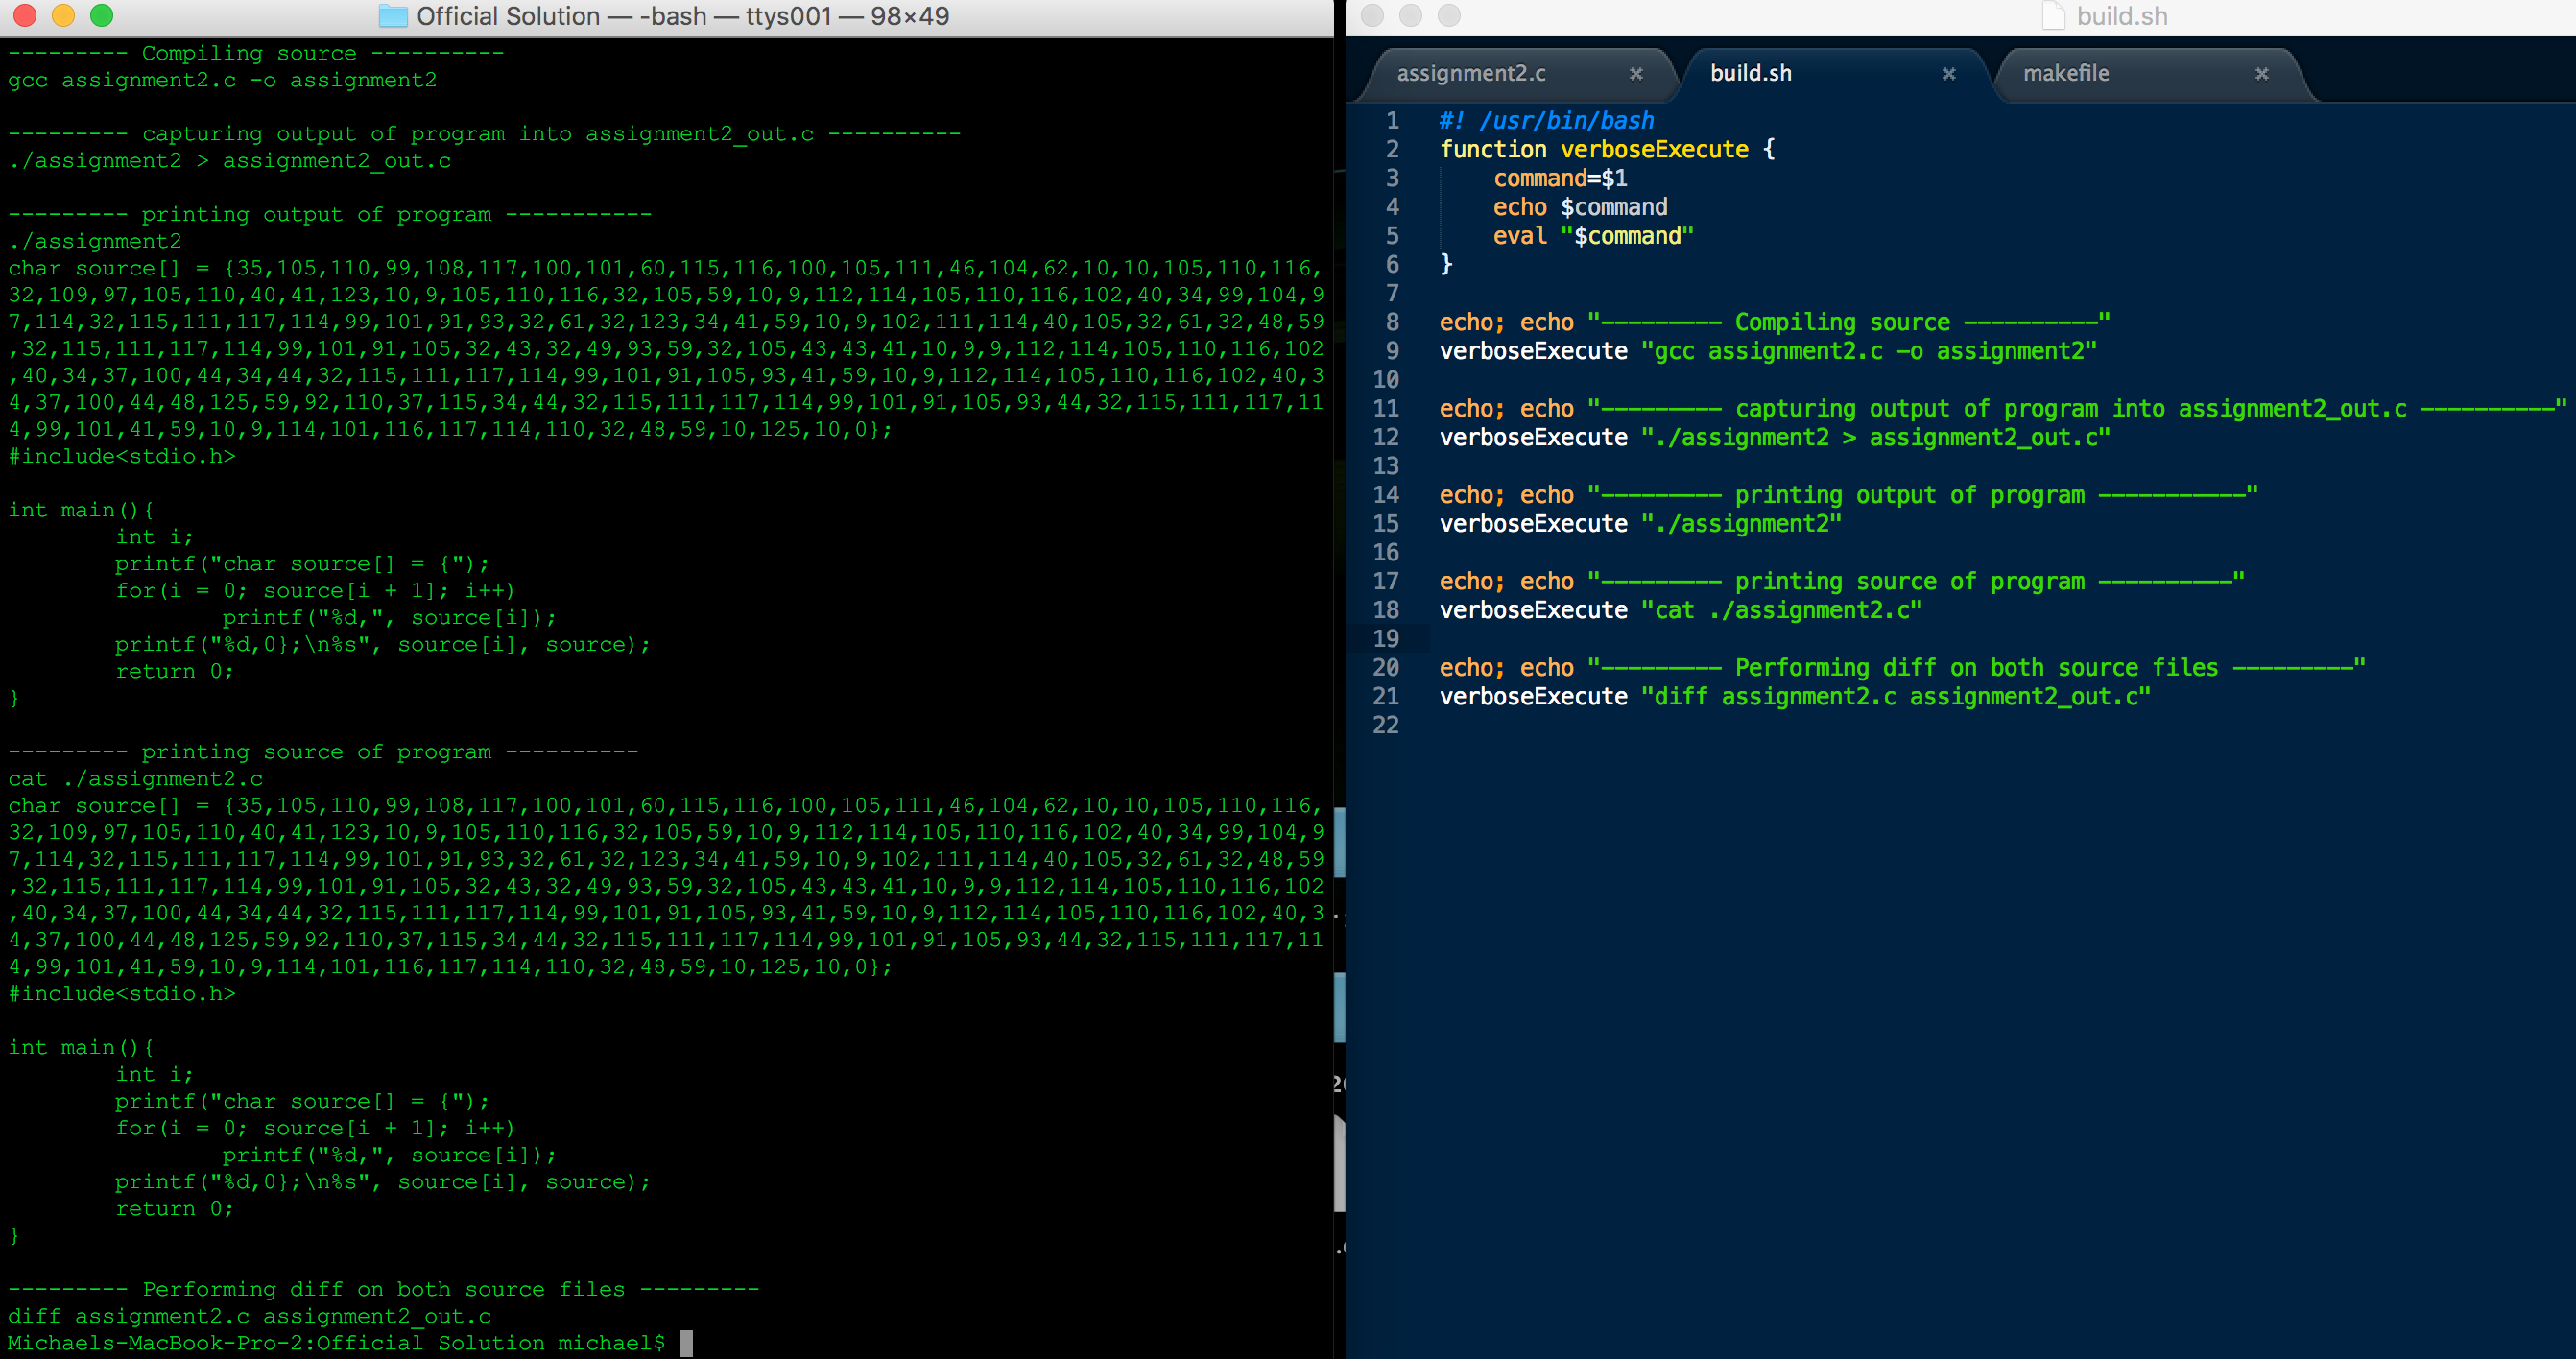 Official Solution — -bash — ttys001 — 98×49
--------- Compiling source ----------
gcc assignment2.c -o assignment2
--------- capturing output of program into assignment2_out.c ----------
./assignment2 > assignment2_out.c
--------- printing output of program -----------
./assignment2
char source[] = {35,105,110,99,108,117,100,101,60,115,116,100,105,111,46,104,62,10,10,105,110,116,
32,109,97,105,110,40,41,123,10,9,105,110,116,32,105,59,10,9,112,114,105,110,116,102,40,34,99,104,9
7,114,32,115,111,117,114,99,101,91,93,32,61,32,123,34,41,59,10,9,102,111,114,40,105,32,61,32,48,59
,32,115,111,117,114,99,101,91,105,32,43,32,49,93,59,32,105,43,43,41,10,9,9,112,114,105,110,116,102
,40,34,37,100,44,34,44,32,115,111,117,114,99,101,91,105,93,41,59,10,9,112,114,105,110,116,102,40,3
4,37,100,44,48,125,59,92,110,37,115,34,44,32,115,111,117,114,99,101,91,105,93,44,32,115,111,117,11
4,99,101,41,59,10,9,114,101,116,117,114,110,32,48,59,10,125,10,0};
#include<stdio.h>
int main(){
        int i;
        printf("char source[] = {");
        for(i = 0; source[i + 1]; i++)
                printf("%d,", source[i]);
        printf("%d,0};\n%s", source[i], source);
        return 0;
}
--------- printing source of program ----------
cat ./assignment2.c
char source[] = {35,105,110,99,108,117,100,101,60,115,116,100,105,111,46,104,62,10,10,105,110,116,
32,109,97,105,110,40,41,123,10,9,105,110,116,32,105,59,10,9,112,114,105,110,116,102,40,34,99,104,9
7,114,32,115,111,117,114,99,101,91,93,32,61,32,123,34,41,59,10,9,102,111,114,40,105,32,61,32,48,59
,32,115,111,117,114,99,101,91,105,32,43,32,49,93,59,32,105,43,43,41,10,9,9,112,114,105,110,116,102
,40,34,37,100,44,34,44,32,115,111,117,114,99,101,91,105,93,41,59,10,9,112,114,105,110,116,102,40,3
4,37,100,44,48,125,59,92,110,37,115,34,44,32,115,111,117,114,99,101,91,105,93,44,32,115,111,117,11
4,99,101,41,59,10,9,114,101,116,117,114,110,32,48,59,10,125,10,0};
#include<stdio.h>
int main(){
        int i;
        printf("char source[] = {");
        for(i = 0; source[i + 1]; i++)
                printf("%d,", source[i]);
        printf("%d,0};\n%s", source[i], source);
        return 0;
}
--------- Performing diff on both source files ---------
diff assignment2.c assignment2_out.c
Michaels-MacBook-Pro-2:Official Solution michael$
build.sh
assignment2.c × build.sh × makefile ×
1 #! /usr/bin/bash
2 function verboseExecute {
3     command=$1
4     echo $command
5     eval "$command"
6 }
7
8 echo; echo "--------- Compiling source ----------"
9 verboseExecute "gcc assignment2.c -o assignment2"
10
11 echo; echo "--------- capturing output of program into assignment2_out.c ----------"
12 verboseExecute "./assignment2 > assignment2_out.c"
13
14 echo; echo "--------- printing output of program -----------"
15 verboseExecute "./assignment2"
16
17 echo; echo "--------- printing source of program ----------"
18 verboseExecute "cat ./assignment2.c"
19
20 echo; echo "--------- Performing diff on both source files ---------"
21 verboseExecute "diff assignment2.c assignment2_out.c"
22